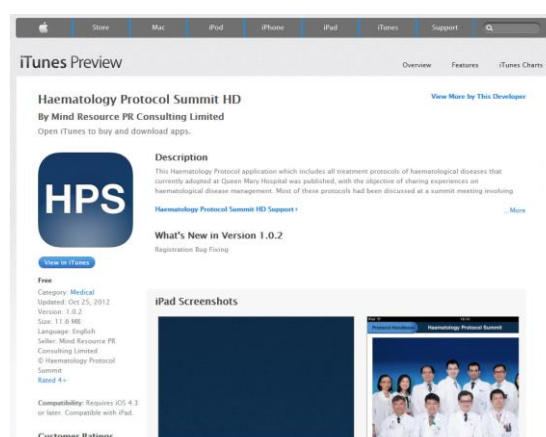 Store Mac iPod iPhone iPad iTunes Support
iTunes Preview
Overview Features iTunes Charts
Haematology Protocol Summit HD
View More by This Developer
By Mind Resource PR Consulting Limited
Open iTunes to buy and download apps.
Description
This Haematology Protocol application which includes all treatment protocols of haemarological diseases that
currently adopted at Queen Mary Hospital was published, with the objective of sharing experiences on
haematological disease management. Most of these protocols had been discussed at a summit meeting involving
HPS
Haematology Protocol Summit HD Support ›
...More
What's New in Version 1.0.2
Registration Bug Fixing
View in iTunes
Free
Category: Medical
Updated: Oct 25, 2012
Version: 1.0.2
Size: 11.6 MB
Language: English
Seller: Mind Resource PR
Consulting Limited
© Haematology Protocol
Summit
Rated 4+
Compatibility: Requires iOS 4.3
or later. Compatible with iPad.
Customer Ratings
iPad Screenshots
Protocol Handbook Haematology Protocol Summit